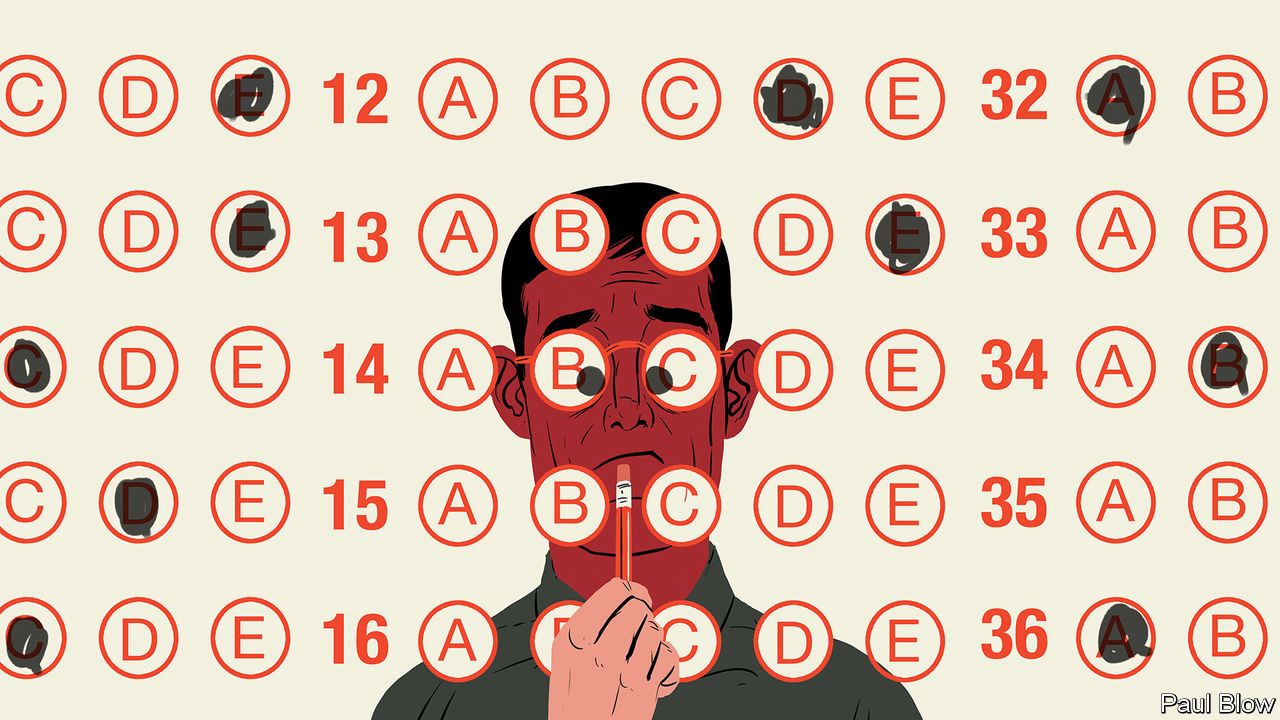 C D E 12 A B C D E 32 A B
C D E 13 A B C D E 33 A B
C D E 14 A B C D E 34 A B
C D E 15 A B C D E 35 A B
C D E 16 A B C D E 36 A B
Paul Blow